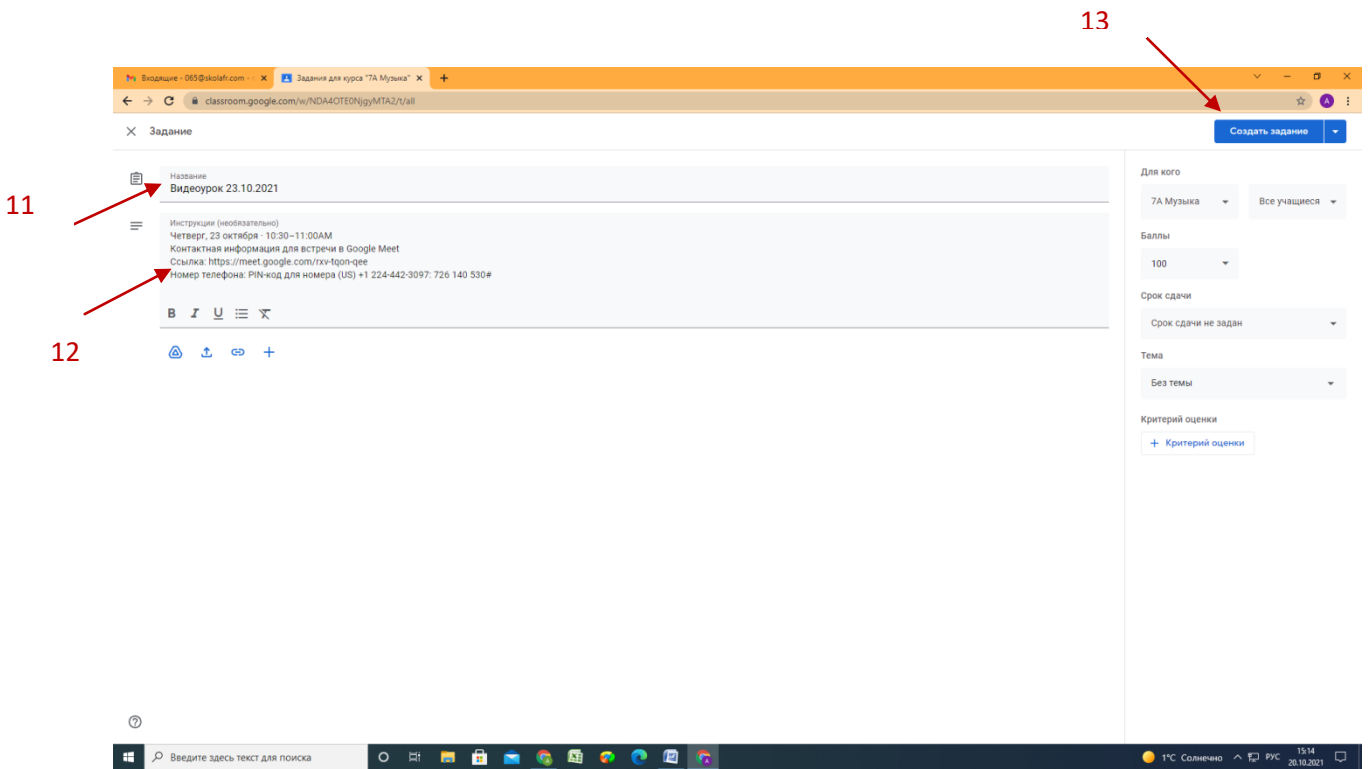 13
Входящие - 065@skolafr.com -
Задания для курса "7А Музыка"
classroom.google.com/w/NDA4OTE0NjgyMTA2/t/all
Задание
Создать задание
11
Название
Видеоурок 23.10.2021
Инструкции (необязательно)
Четверг, 23 октября · 10:30–11:00AM
Контактная информация для встречи в Google Meet
Ссылка: https://meet.google.com/rxv-tqon-qee
Номер телефона: PIN-код для номера (US) +1 224-442-3097: 726 140 530#
B I U
12
Для кого
7А Музыка
Все учащиеся
Баллы
100
Срок сдачи
Срок сдачи не задан
Тема
Без темы
Критерий оценки
+ Критерий оценки
Введите здесь текст для поиска
1°C Солнечно
РУС
15:14
20.10.2021